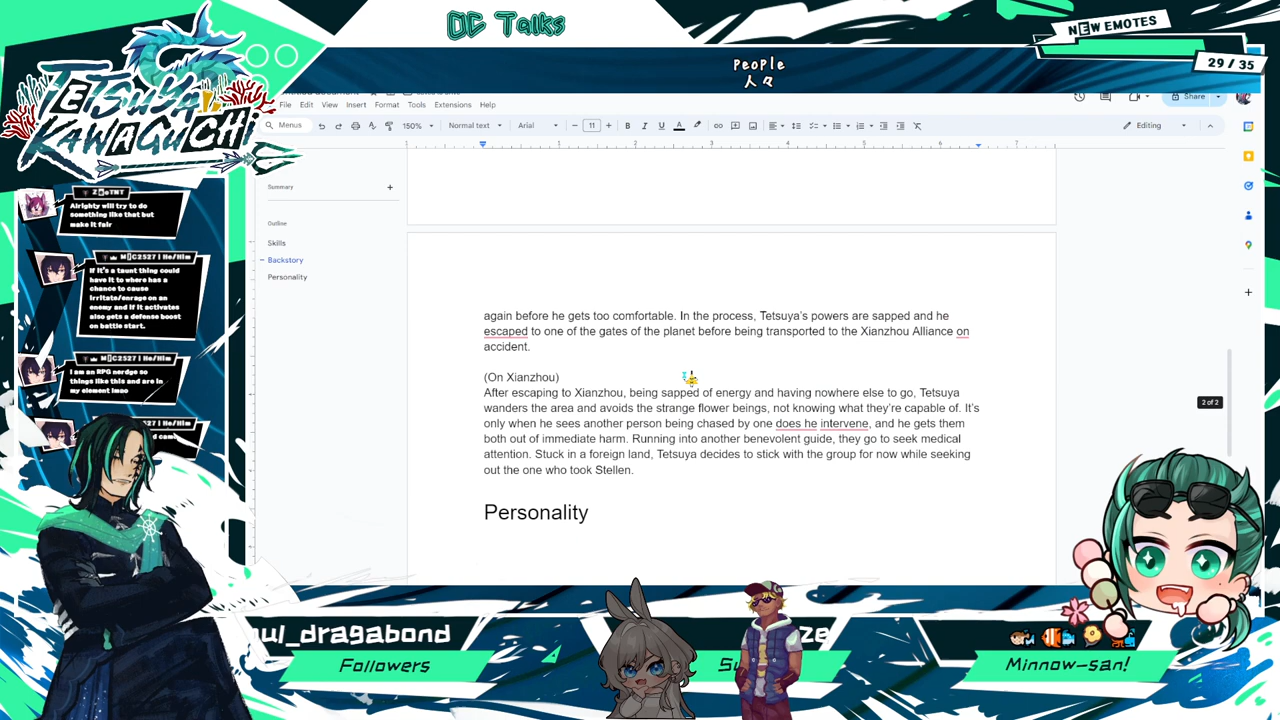 OC Talks
NEW EMOTES
29 / 35
People
人々
TETSUYA
KAWAGUCHI
File Edit View Insert Format Tools Extensions Help
Share
Menus
150%
Normal text
Arial
11
Editing
Summary
Outline
Skills
Backstory
Personality
again before he gets too comfortable. In the process, Tetsuya's powers are sapped and he
escaped to one of the gates of the planet before being transported to the Xianzhou Alliance on
accident.
(On Xianzhou)
After escaping to Xianzhou, being sapped of energy and having nowhere else to go, Tetsuya
wanders the area and avoids the strange flower beings, not knowing what they're capable of. It's
only when he sees another person being chased by one does he intervene, and he gets them
both out of immediate harm. Running into another benevolent guide, they go to seek medical
attention. Stuck in a foreign land, Tetsuya decides to stick with the group for now while seeking
out the one who took Stellen.
Personality
2 of 2
Alrighty will try to do
something like that but
make it fair
If it's a taunt thing could
have it to where has a
chance to cause
irritate/enrage on an
enemy and if it activates
also gets a defense boost
on battle start.
I am an RPG nerdge so
things like this and are in
my element lmao
ul_dragabond
Followers
Minnow-san!